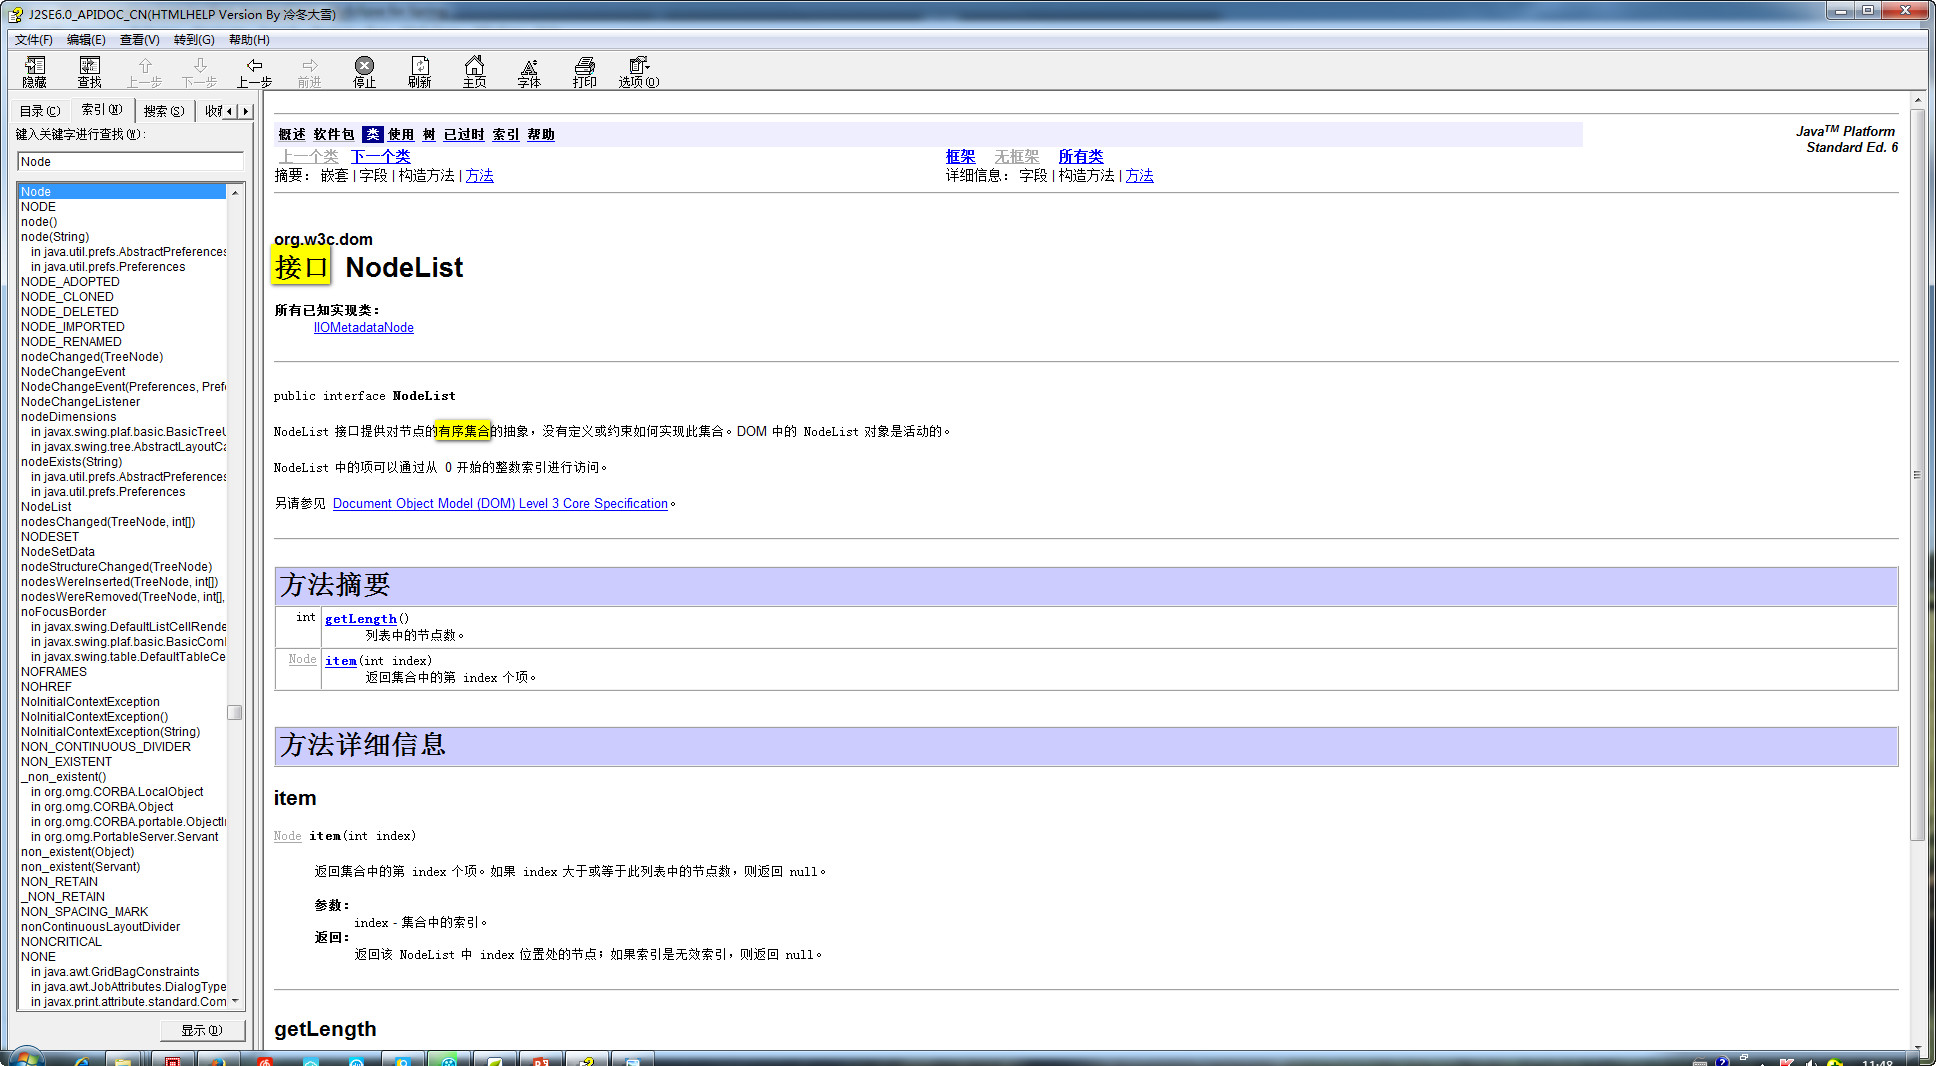 J2SE6.0_APIDOC_CN(HTMLHELP Version By 冷冬大雪)
文件(F) 编辑(E) 查看(V) 转到(G) 帮助(H)
隐藏 查找 上一步 下一步 上一步 前进 停止 刷新 主页 字体 打印 选项(O)
目录(C) 索引(N) 搜索(S)
键入关键字进行查找(W):
Node
Node
NODE
node()
node(String)
in java.util.prefs.AbstractPreferences
in java.util.prefs.Preferences
NODE_ADOPTED
NODE_CLONED
NODE_DELETED
NODE_IMPORTED
NODE_RENAMED
nodeChanged(TreeNode)
NodeChangeEvent
NodeChangeEvent(Preferences, Prefe
NodeChangeListener
nodeDimensions
in javax.swing.plaf.basic.BasicTreeU
in javax.swing.tree.AbstractLayoutCa
nodeExists(String)
in java.util.prefs.AbstractPreferences
in java.util.prefs.Preferences
NodeList
nodesChanged(TreeNode, int[])
NODESET
NodeSetData
nodeStructureChanged(TreeNode)
nodesWereInserted(TreeNode, int[])
nodesWereRemoved(TreeNode, int[],
noFocusBorder
in javax.swing.DefaultListCellRende
in javax.swing.plaf.basic.BasicComl
in javax.swing.table.DefaultTableCe
NOFRAMES
NOHREF
NoInitialContextException
NoInitialContextException()
NoInitialContextException(String)
NON_CONTINUOUS_DIVIDER
NON_EXISTENT
_non_existent()
in org.omg.CORBA.LocalObject
in org.omg.CORBA.Object
in org.omg.CORBA.portable.ObjectI
in org.omg.PortableServer.Servant
non_existent(Object)
non_existent(Servant)
NON_RETAIN
_NON_RETAIN
NON_SPACING_MARK
nonContinuousLayoutDivider
NONCRITICAL
NONE
in java.awt.GridBagConstraints
in java.awt.JobAttributes.DialogType
in javax.print.attribute.standard.Com
显示(D)
概述 软件包 类 使用 树 已过时 索引 帮助
Java™ Platform
Standard Ed. 6
上一个类 下一个类 框架 无框架 所有类
摘要: 嵌套 | 字段 | 构造方法 | 方法 详细信息: 字段 | 构造方法 | 方法
org.w3c.dom
接口 NodeList
所有已知实现类:
IIOMetadataNode
public interface NodeList
NodeList 接口提供对节点的有序集合的抽象，没有定义或约束如何实现此集合。DOM 中的 NodeList 对象是活动的。
NodeList 中的项可以通过从 0 开始的整数索引进行访问。
另请参见 Document Object Model (DOM) Level 3 Core Specification。
方法摘要
int getLength()
列表中的节点数。
Node item(int index)
返回集合中的第 index 个项。
方法详细信息
item
Node item(int index)
返回集合中的第 index 个项。如果 index 大于或等于此列表中的节点数，则返回 null。
参数:
index - 集合中的索引。
返回:
返回该 NodeList 中 index 位置处的节点；如果索引是无效索引，则返回 null。
getLength
11:48